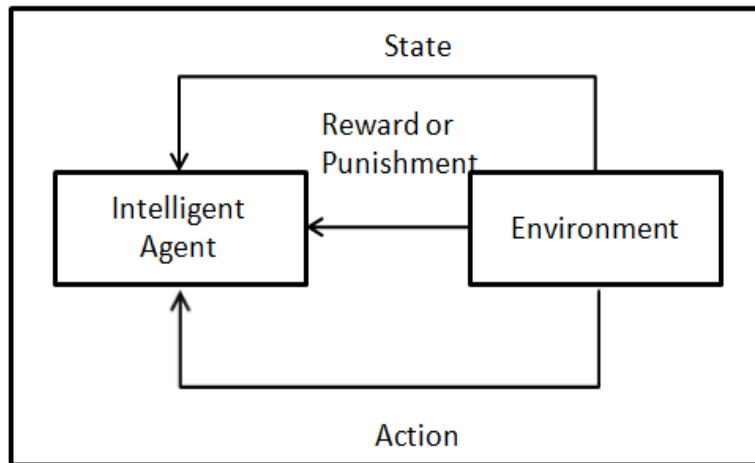 State
Reward or
Punishment
Intelligent
Agent
Environment
Action